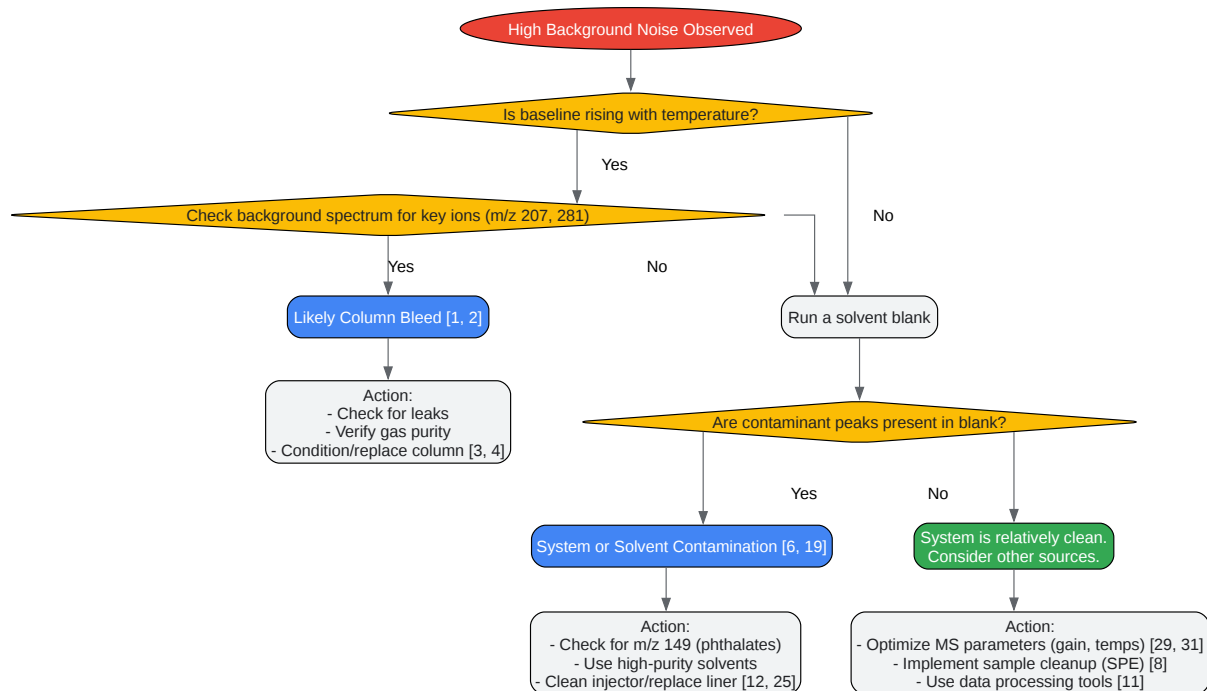 High Background Noise Observed
Is baseline rising with temperature?
Yes
No
Check background spectrum for key ions (m/z 207, 281)
Yes
No
Likely Column Bleed [1, 2]
Run a solvent blank
Action:
- Check for leaks
- Verify gas purity
- Condition/replace column [3, 4]
Are contaminant peaks present in blank?
Yes
No
System or Solvent Contamination [6, 19]
System is relatively clean.
Consider other sources.
Action:
- Check for m/z 149 (phthalates)
- Use high-purity solvents
- Clean injector/replace liner [12, 25]
Action:
- Optimize MS parameters (gain, temps) [29, 31]
- Implement sample cleanup (SPE) [8]
- Use data processing tools [11]